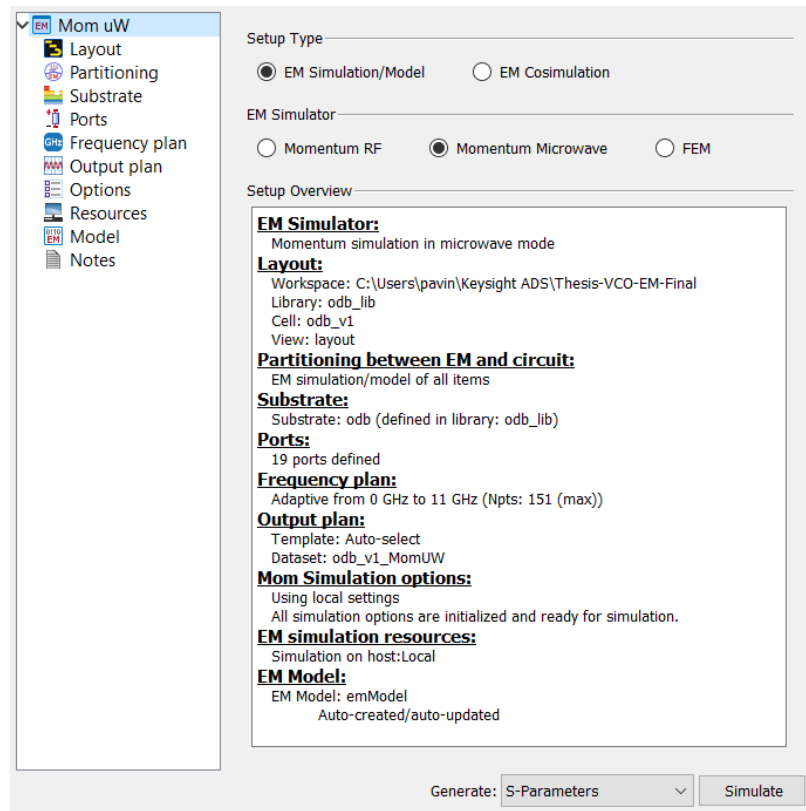 Mom uW
Layout
Partitioning
Substrate
Ports
Frequency plan
Output plan
Options
Resources
Model
Notes
Setup Type
EM Simulation/Model EM Cosimulation
EM Simulator
Momentum RF Momentum Microwave FEM
Setup Overview
EM Simulator:
Momentum simulation in microwave mode
Layout:
Workspace: C:\Users\pavin\Keysight ADS\Thesis-VCO-EM-Final
Library: odb_lib
Cell: odb_v1
View: layout
Partitioning between EM and circuit:
EM simulation/model of all items
Substrate:
Substrate: odb (defined in library: odb_lib)
Ports:
19 ports defined
Frequency plan:
Adaptive from 0 GHz to 11 GHz (Npts: 151 (max))
Output plan:
Template: Auto-select
Dataset: odb_v1_MomUW
Mom Simulation options:
Using local settings
All simulation options are initialized and ready for simulation.
EM simulation resources:
Simulation on host:Local
EM Model:
EM Model: emModel
Auto-created/auto-updated
Generate: S-Parameters Simulate